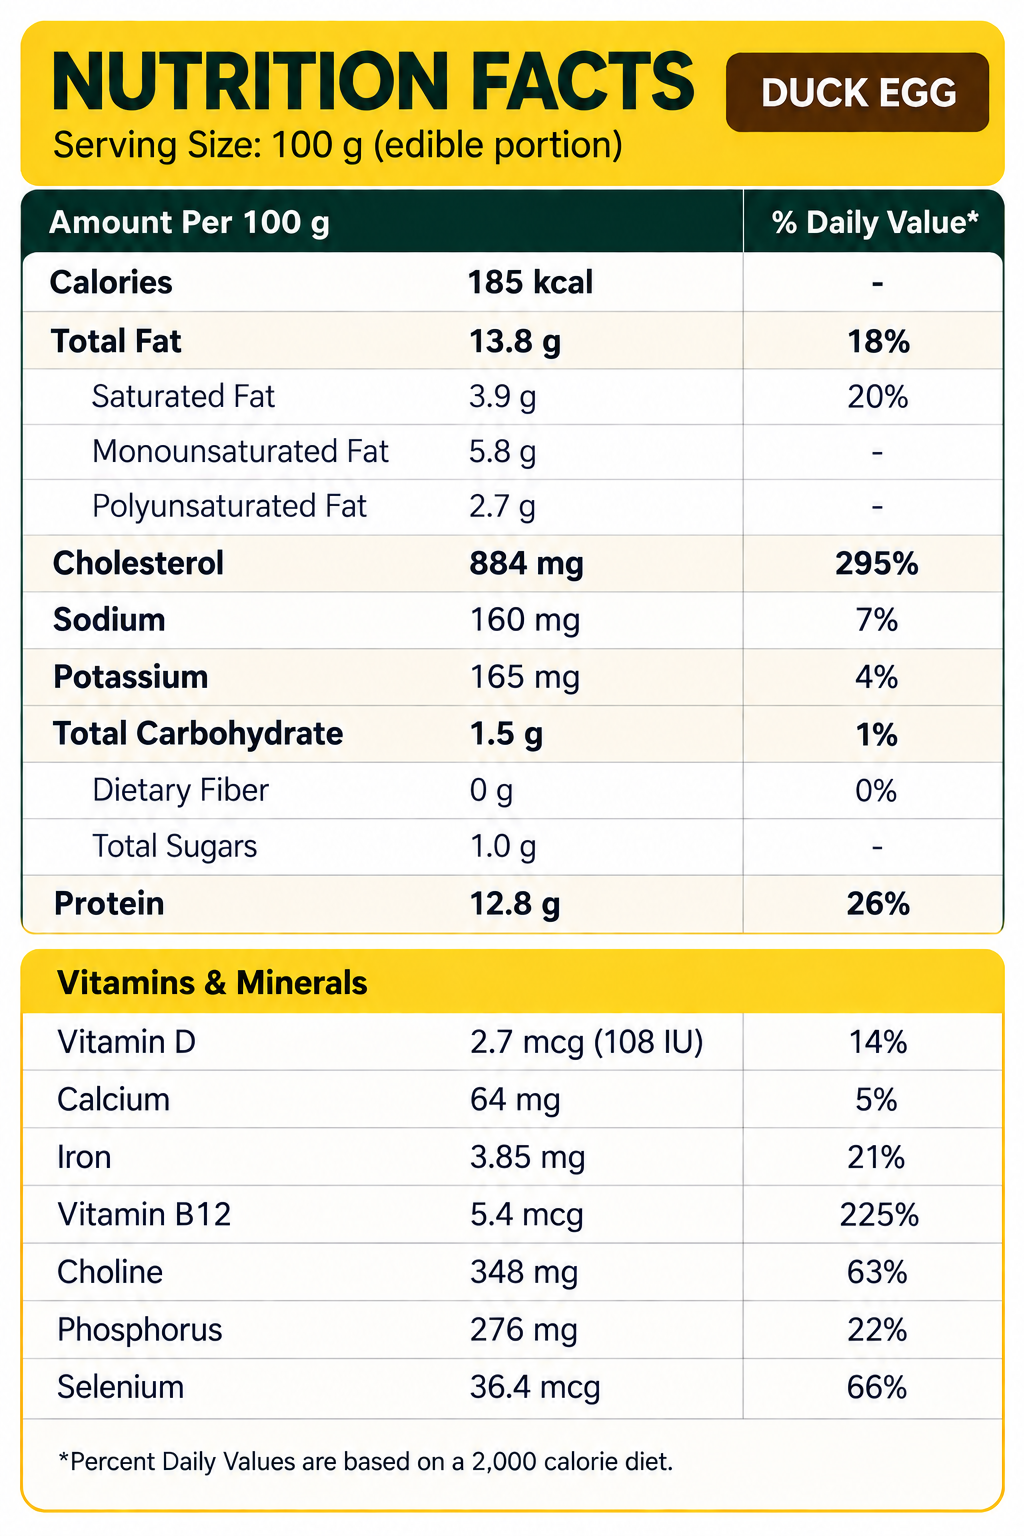 NUTRITION FACTS
DUCK EGG
Serving Size: 100 g (edible portion)
Amount Per 100 g % Daily Value*
Calories 185 kcal -
Total Fat 13.8 g 18%
Saturated Fat 3.9 g 20%
Monounsaturated Fat 5.8 g -
Polyunsaturated Fat 2.7 g -
Cholesterol 884 mg 295%
Sodium 160 mg 7%
Potassium 165 mg 4%
Total Carbohydrate 1.5 g 1%
Dietary Fiber 0 g 0%
Total Sugars 1.0 g -
Protein 12.8 g 26%
Vitamins & Minerals
Vitamin D 2.7 mcg (108 IU) 14%
Calcium 64 mg 5%
Iron 3.85 mg 21%
Vitamin B12 5.4 mcg 225%
Choline 348 mg 63%
Phosphorus 276 mg 22%
Selenium 36.4 mcg 66%
*Percent Daily Values are based on a 2,000 calorie diet.